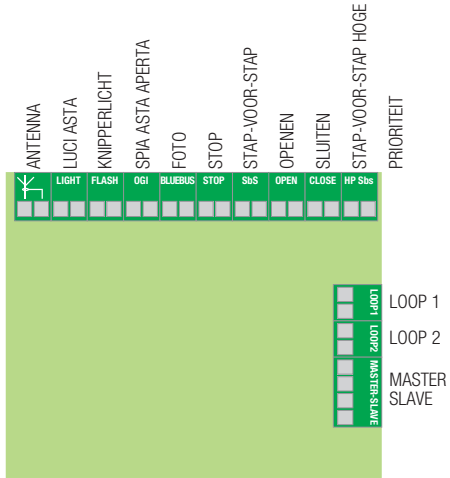 ANTENNA
LUCI ASTA
KNIPPERLICHT
SPIA ASTA APERTA
FOTO
STOP
STAP-VOOR-STAP
OPENEN
SLUITEN
STAP-VOOR-STAP HOGE
PRIORITEIT
LIGHT
FLASH
OGI
BLUEBUS
STOP
SbS
OPEN
CLOSE
HP Sbs
LOOP1
LOOP 1
LOOP2
LOOP 2
MASTER-SLAVE
MASTER
SLAVE